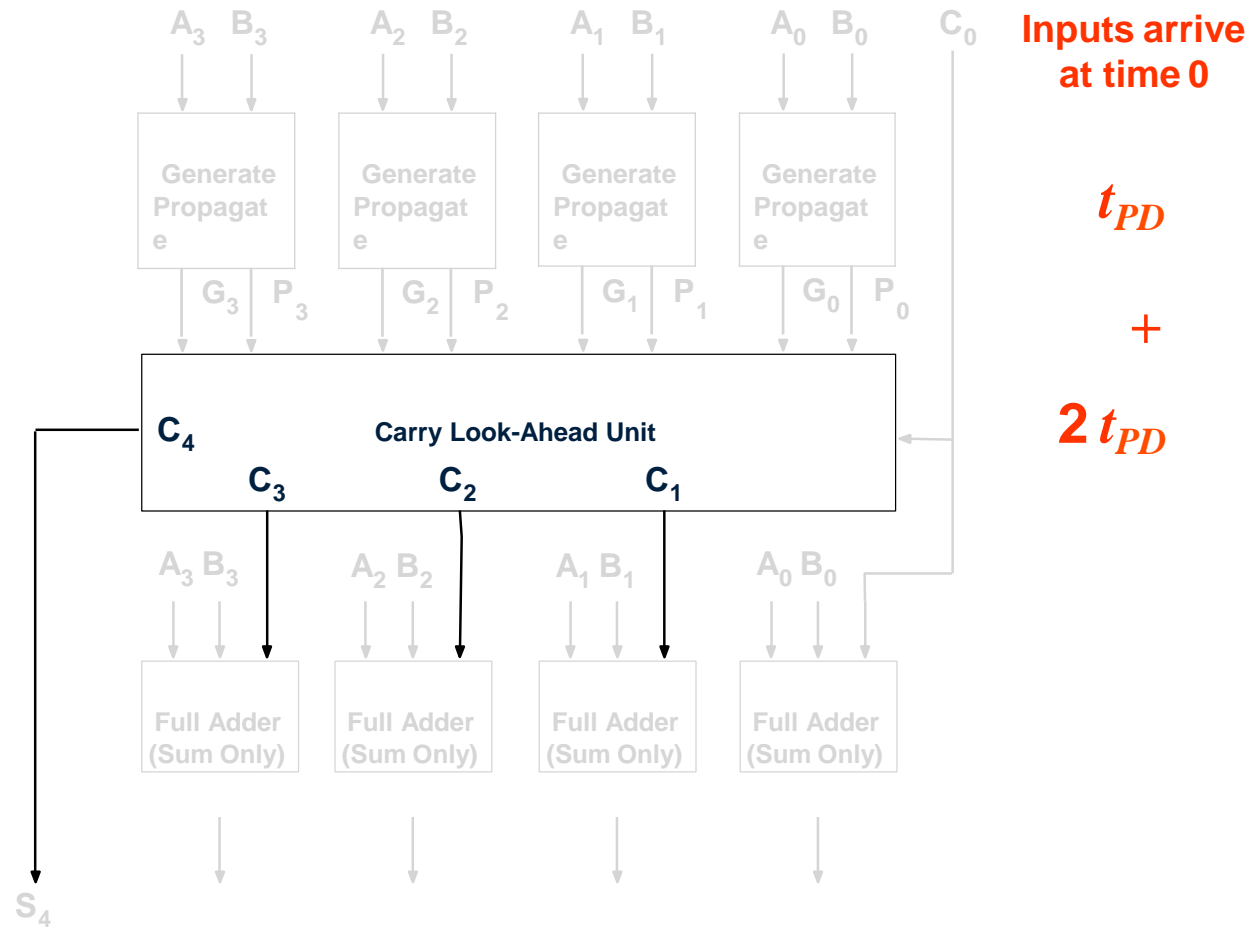 A3 B3 A2 B2 A1 B1 A0 B0 C0 Inputs arrive
at time 0
Generate Generate Generate Generate
Propagat Propagat Propagat Propagat
e e e e
tPD
G3 P3 G2 P2 G1 P1 G0 P0
+
C4 Carry Look-Ahead Unit
2 tPD
C3 C2 C1
A3 B3 A2 B2 A1 B1 A0 B0
Full Adder Full Adder Full Adder Full Adder
(Sum Only) (Sum Only) (Sum Only) (Sum Only)
S4